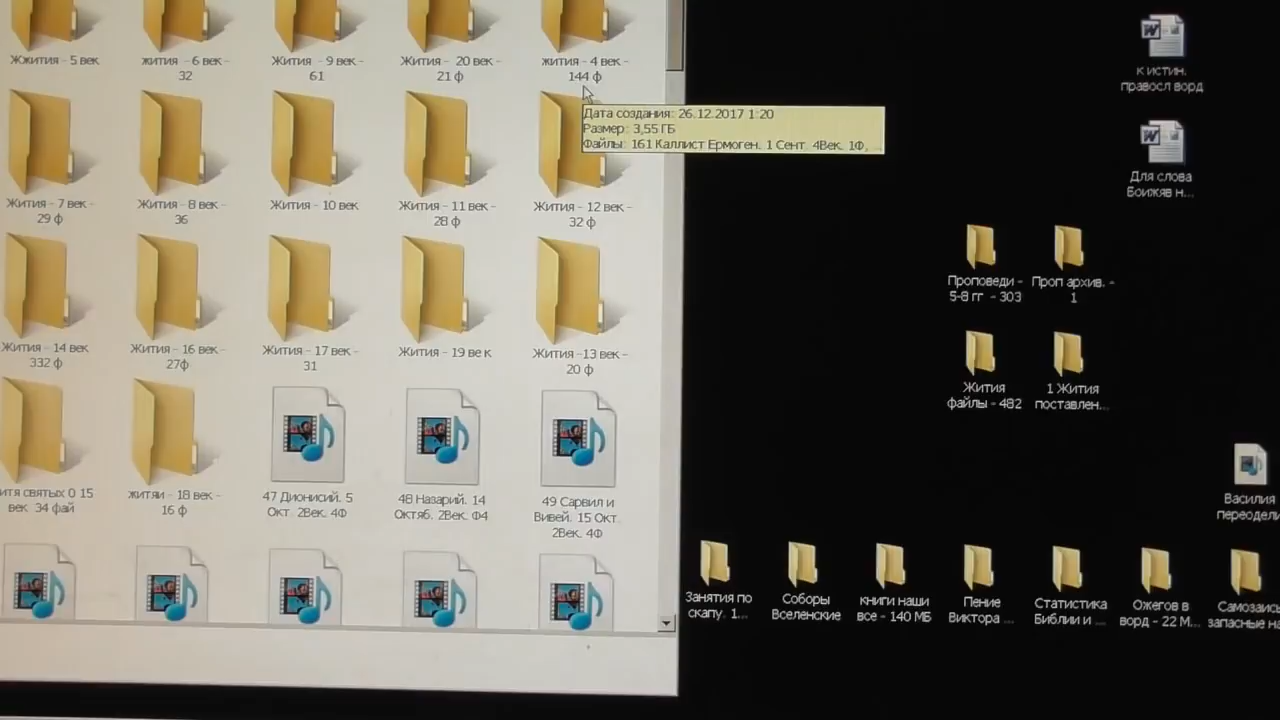 Жжития - 5 век
жития - 6 век -
32
Жития - 9 век -
61
Жития - 20 век -
21 ф
жития - 4 век -
144 ф
Дата создания: 26.12.2017 1:20
Размер: 3,55 ГБ
Файлы: 161 Каллист Ермоген. 1 Сент. 4Век. 1Ф, ...
Жития - 7 век -
29 ф
Жития - 8 век -
36
Жития - 10 век
Жития - 11 век -
28 ф
Жития - 12 век -
32 ф
Жития - 14 век
332 ф
Жития - 16 век -
27ф
Жития - 17 век -
31
Жития - 19 ве к
Жития -13 век -
20 ф
итя святых 0 15
век 34 фай
житяи - 18 век -
16 ф
47 Дионисий. 5
Окт. 2Век. 4Ф
48 Назарий. 14
Октяб. 2Век. Ф4
49 Сарвил и
Вивей. 15 Окт.
2Век. 4Ф
к истин.
правосл ворд
Для слова
Боижяв н...
Проповеди -
5-8 гг - 303
Проп архив. -
1
Жития
файлы - 482
1 Жития
поставлен...
Василия
переодели
Занятия по
скапу. 1...
Соборы
Вселенские
книги наши
все - 140 МБ
Пение
Виктора ...
Статистика
Библии и ...
Ожегов в
ворд - 22 М...
Самозаись
запасные на